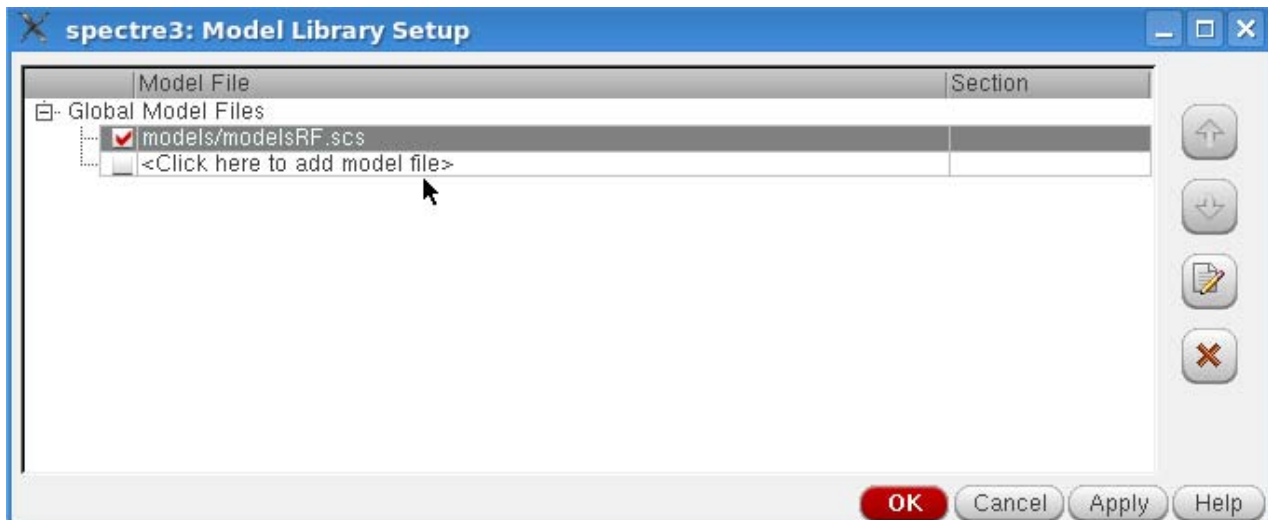 spectre3: Model Library Setup
Model File Section
Global Model Files
models/modelsRF.scs
<Click here to add model file>
OK Cancel Apply Help